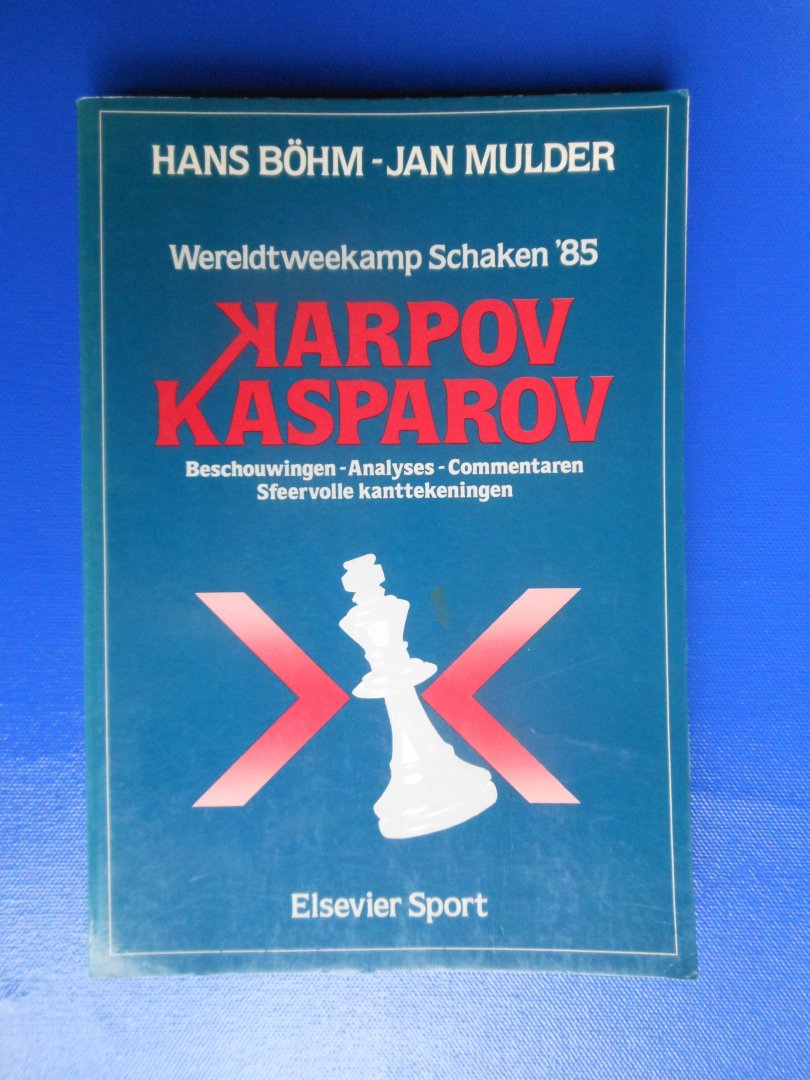 HANS BÖHM - JAN MULDER
Wereldtweekamp Schaken '85
KARPOV
KASPAROV
Beschouwingen - Analyses - Commentaren
Sfeervolle kanttekeningen
Elsevier Sport